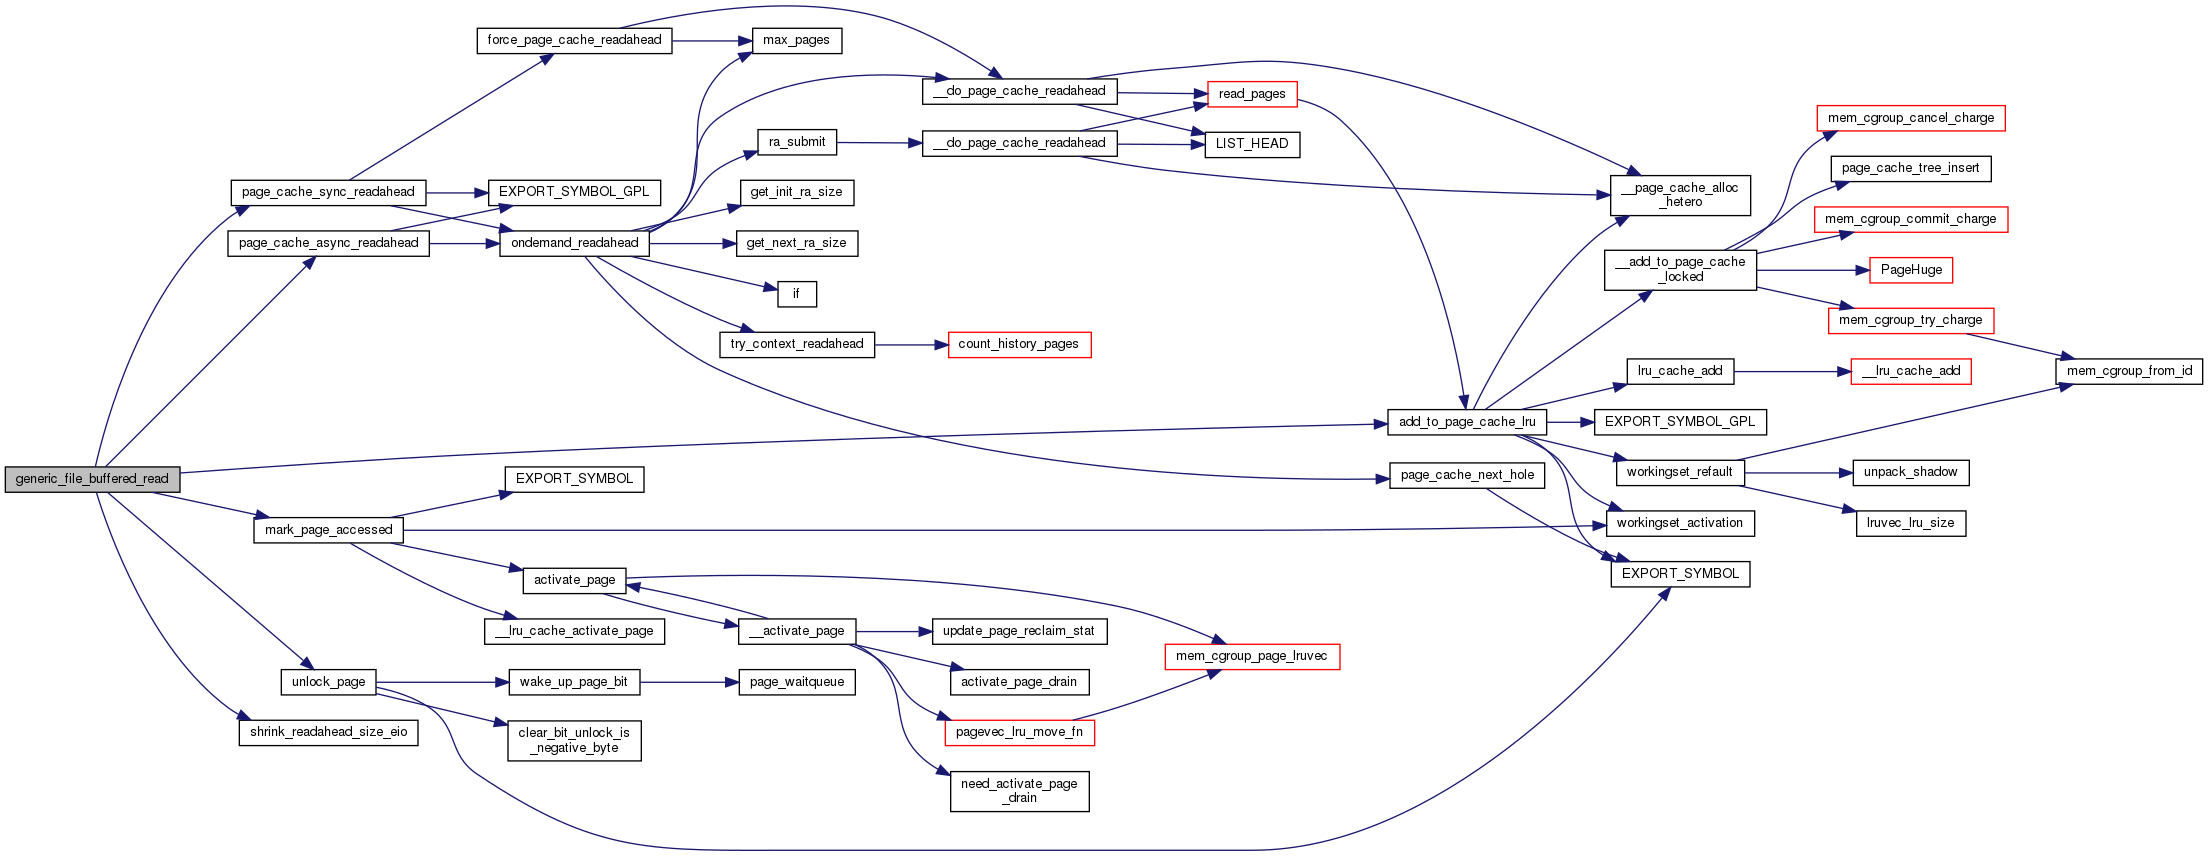 force_page_cache_readahead
max_pages
__do_page_cache_readahead
read_pages
mem_cgroup_cancel_charge
ra_submit
__do_page_cache_readahead
LIST_HEAD
page_cache_tree_insert
page_cache_sync_readahead
EXPORT_SYMBOL_GPL
get_init_ra_size
__page_cache_alloc
_hetero
mem_cgroup_commit_charge
page_cache_async_readahead
ondemand_readahead
get_next_ra_size
__add_to_page_cache
_locked
PageHuge
if
mem_cgroup_try_charge
try_context_readahead
count_history_pages
lru_cache_add
__lru_cache_add
mem_cgroup_from_id
add_to_page_cache_lru
EXPORT_SYMBOL_GPL
generic_file_buffered_read
EXPORT_SYMBOL
page_cache_next_hole
workingset_refault
unpack_shadow
mark_page_accessed
workingset_activation
lruvec_lru_size
activate_page
EXPORT_SYMBOL
__lru_cache_activate_page
__activate_page
update_page_reclaim_stat
mem_cgroup_page_lruvec
unlock_page
wake_up_page_bit
page_waitqueue
activate_page_drain
shrink_readahead_size_eio
clear_bit_unlock_is
_negative_byte
pagevec_lru_move_fn
need_activate_page
_drain